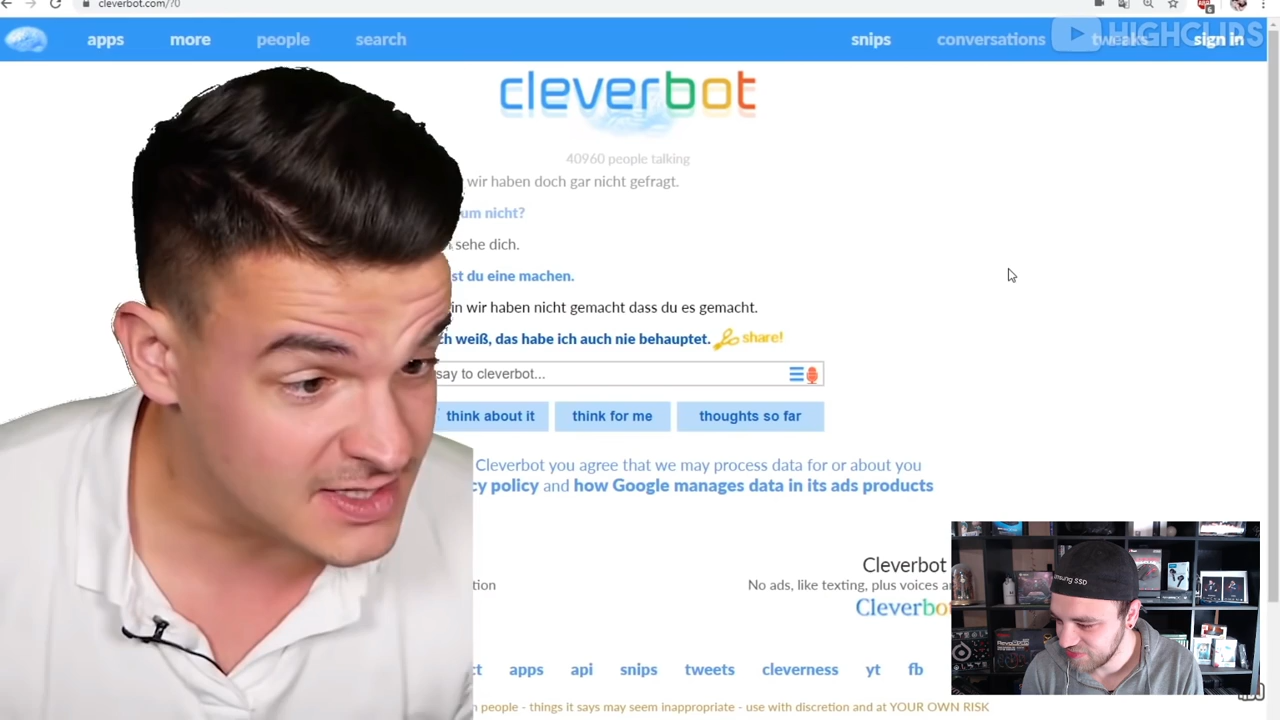 cleverbot.com/?0
apps more people search snips conversations tweaks sign in
HIGHCLIPS
cleverbot
40960 people talking
wir haben doch gar nicht gefragt.
um nicht?
sehe dich.
st du eine machen.
in wir haben nicht gemacht dass du es gemacht.
ch weiß, das habe ich auch nie behauptet. share!
say to cleverbot...
think about it think for me thoughts so far
Cleverbot you agree that we may process data for or about you
cy policy and how Google manages data in its ads products
Cleverbot
tion No ads, like texting, plus voices a
Cleverbo
SAMSUNG SSD
ct apps api snips tweets cleverness yt fb
n people - things it says may seem inappropriate - use with discretion and at YOUR OWN RISK